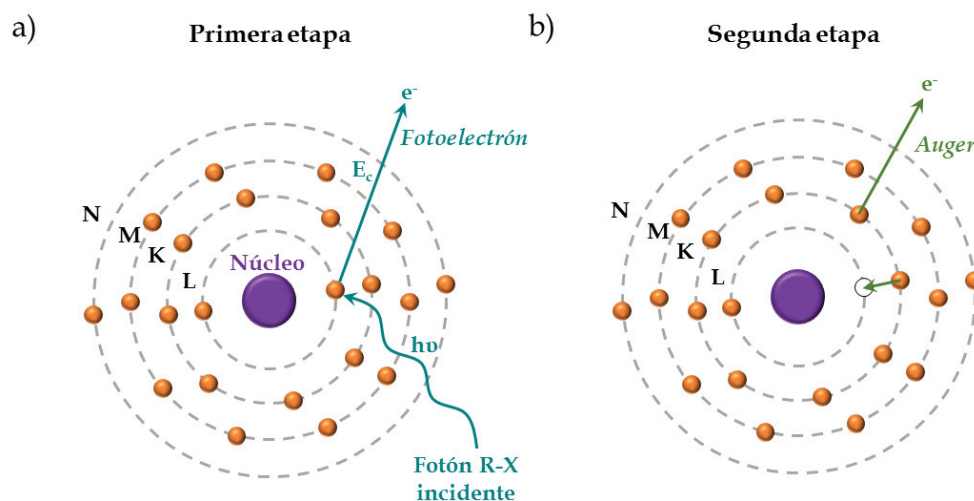 a)
Primera etapa
e-
Fotoelectrón
Ec
N
M
K
L
Núcleo
hυ
Fotón R-X
incidente
b)
Segunda etapa
e-
Auger
N
M
K
L